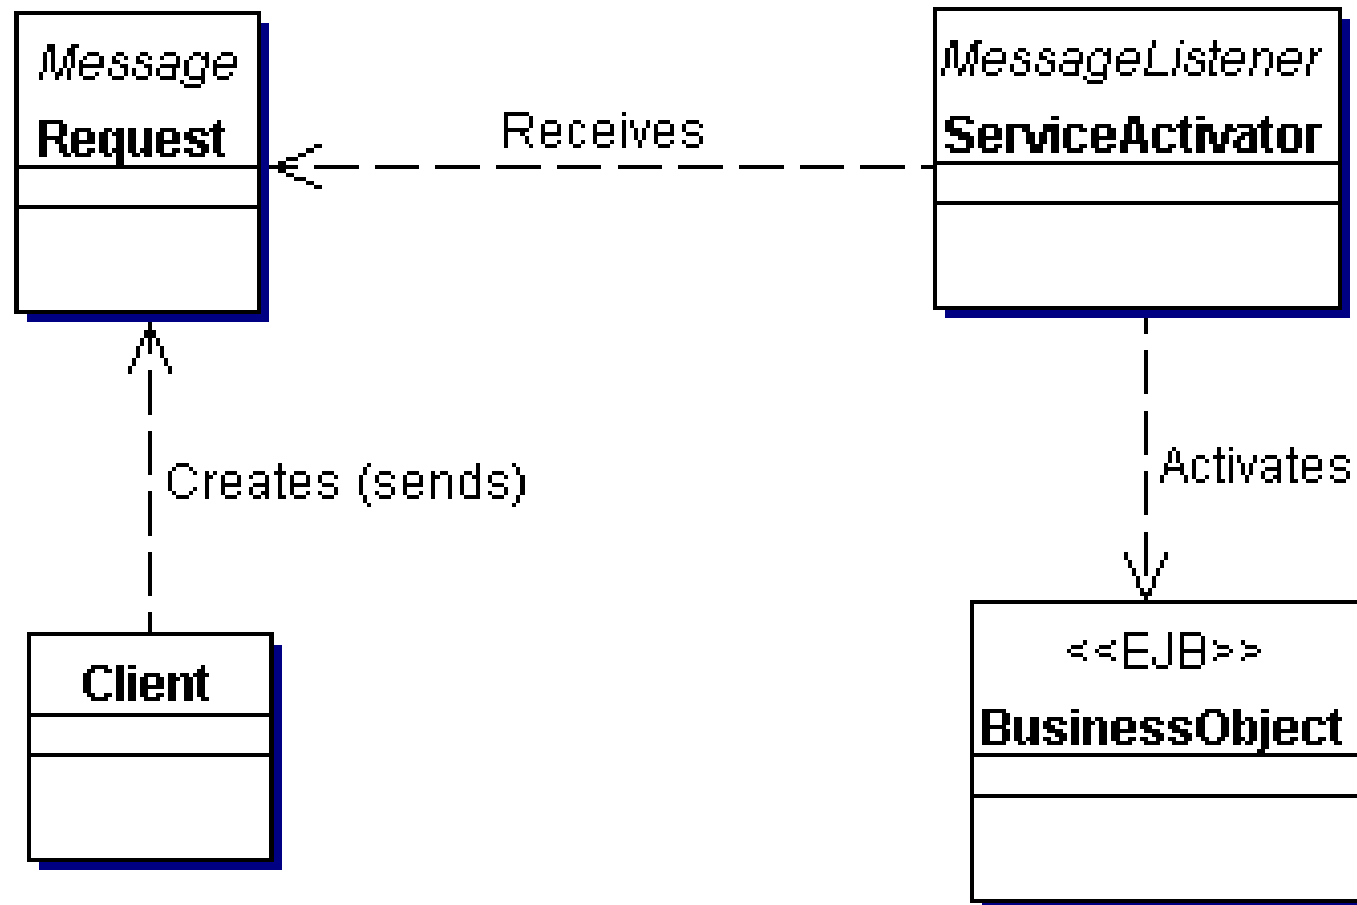 Message
Request
Receives
MessageListener
ServiceActivator
Creates (sends)
Activates
Client
<<EJB>>
BusinessObject